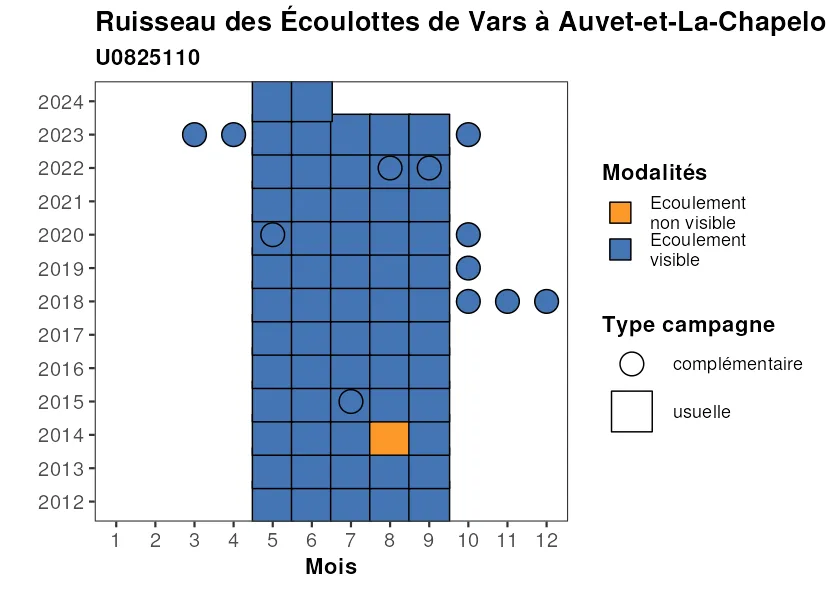 Ruisseau des Écoulottes de Vars à Auvet-et-La-Chapelo
U0825110
2024
2023
2022
2021
2020
2019
2018
2017
2016
2015
2014
2013
2012
1 2 3 4 5 6 7 8 9 10 11 12
Mois
Modalités
Ecoulement
non visible
Ecoulement
visible
Type campagne
complémentaire
usuelle